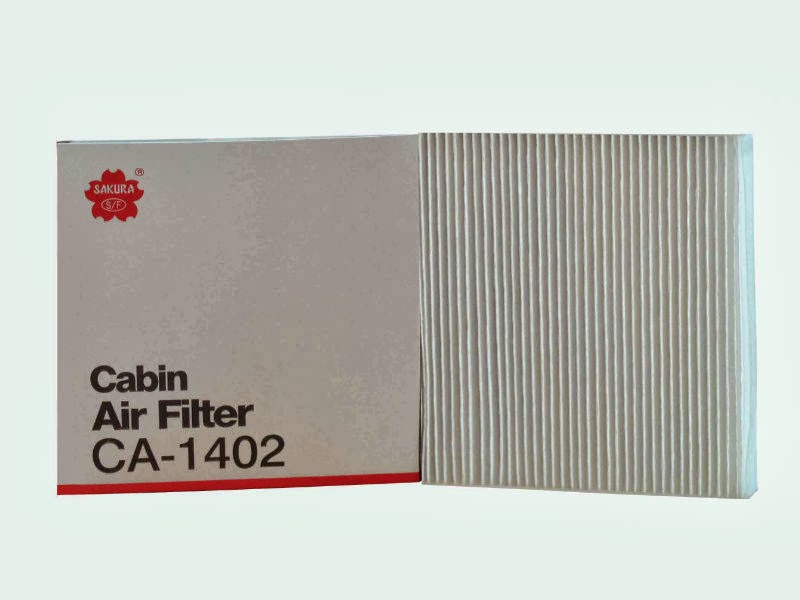 SAKURA ®
S/F
Cabin
Air Filter
CA-1402